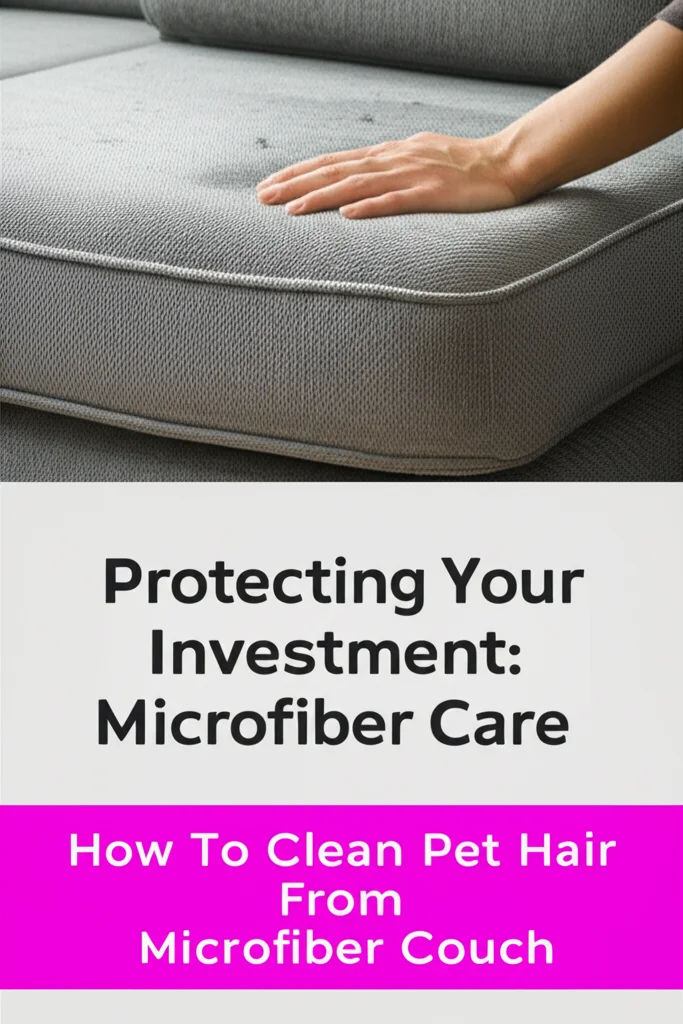 Protecting Your
Investment:
Microfiber Care
How To Clean Pet Hair
From
Microfiber Couch